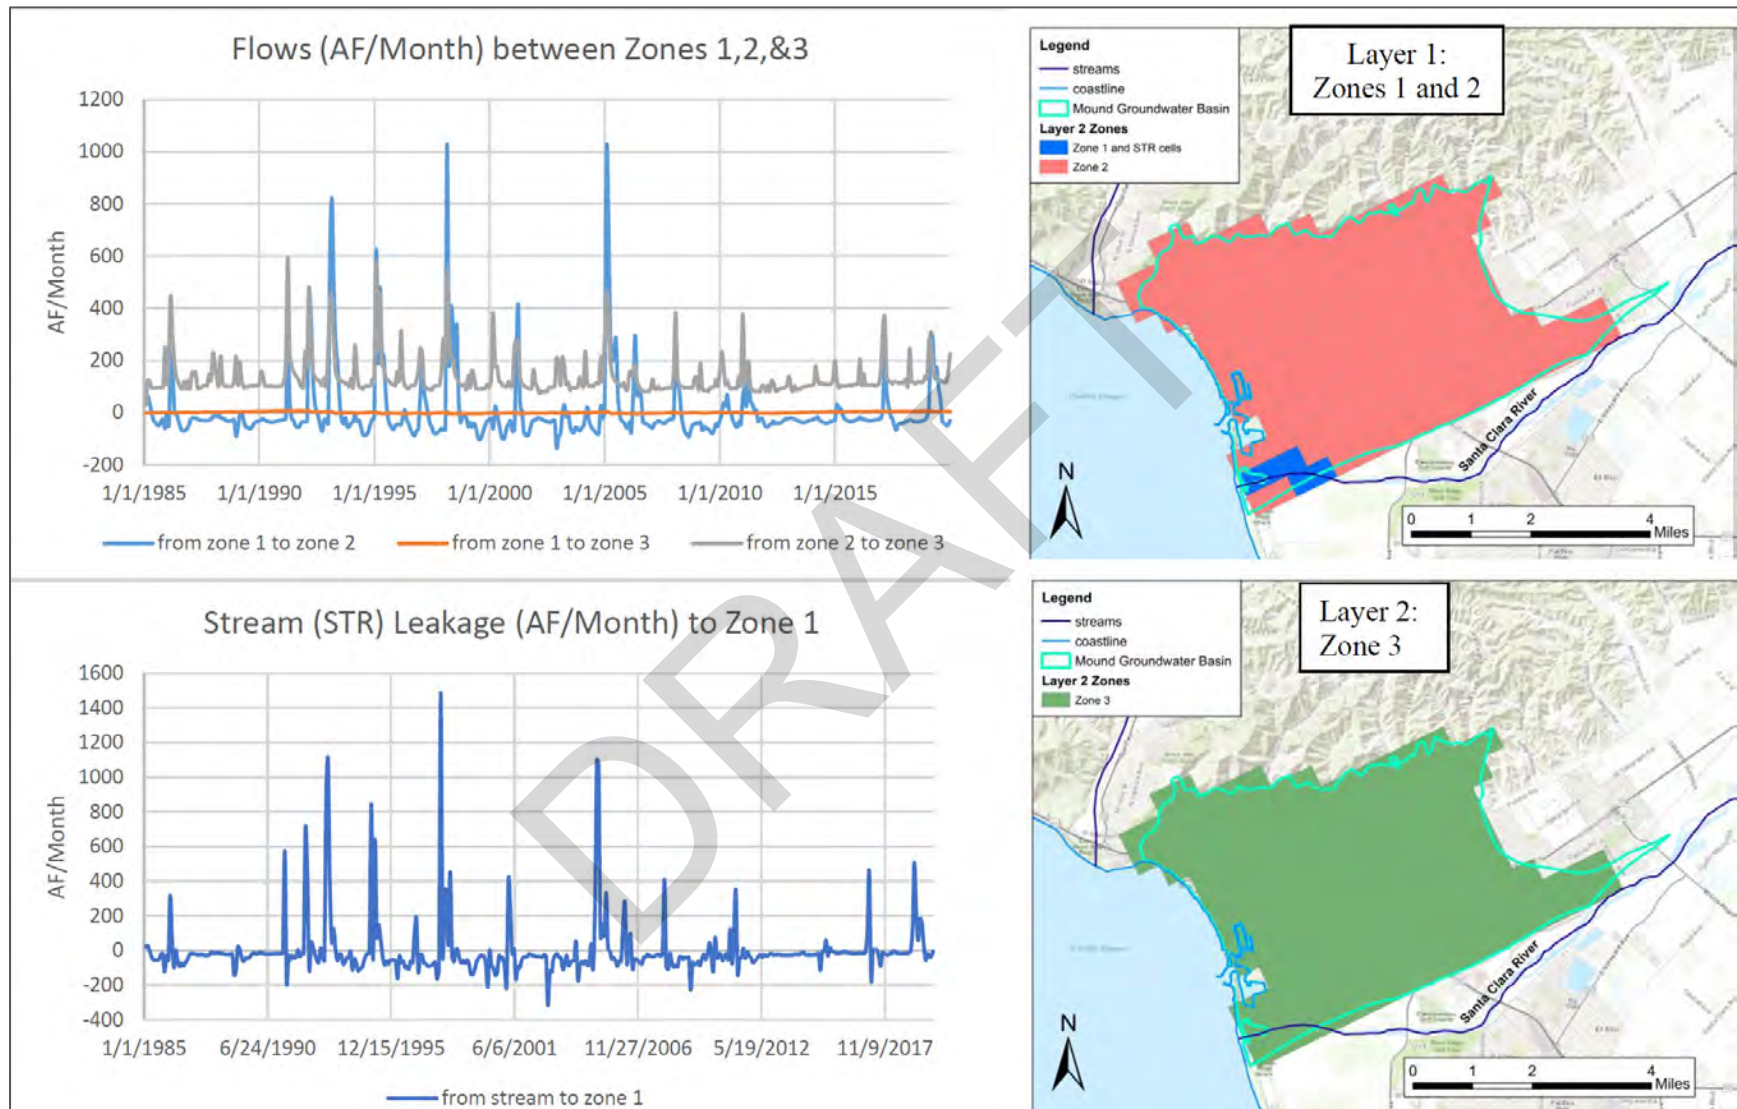 Flows (AF/Month) between Zones 1,2,&3
1200
1000
800
600
400
200
0
-200
AF/Month
1/1/1985 1/1/1990 1/1/1995 1/1/2000 1/1/2005 1/1/2010 1/1/2015
from zone 1 to zone 2 from zone 1 to zone 3 from zone 2 to zone 3
Legend
streams
coastline
Mound Groundwater Basin
Layer 2 Zones
Zone 1 and STR cells
Zone 2
Layer 1:
Zones 1 and 2
Santa Clara River
N
0 1 2 4
Miles
Stream (STR) Leakage (AF/Month) to Zone 1
1600
1400
1200
1000
800
600
400
200
0
-200
-400
AF/Month
1/1/1985 6/24/1990 12/15/1995 6/6/2001 11/27/2006 5/19/2012 11/9/2017
from stream to zone 1
Legend
streams
coastline
Mound Groundwater Basin
Layer 2 Zones
Zone 3
Layer 2:
Zone 3
Santa Clara River
N
0 1 2 4
Miles
DRAFT